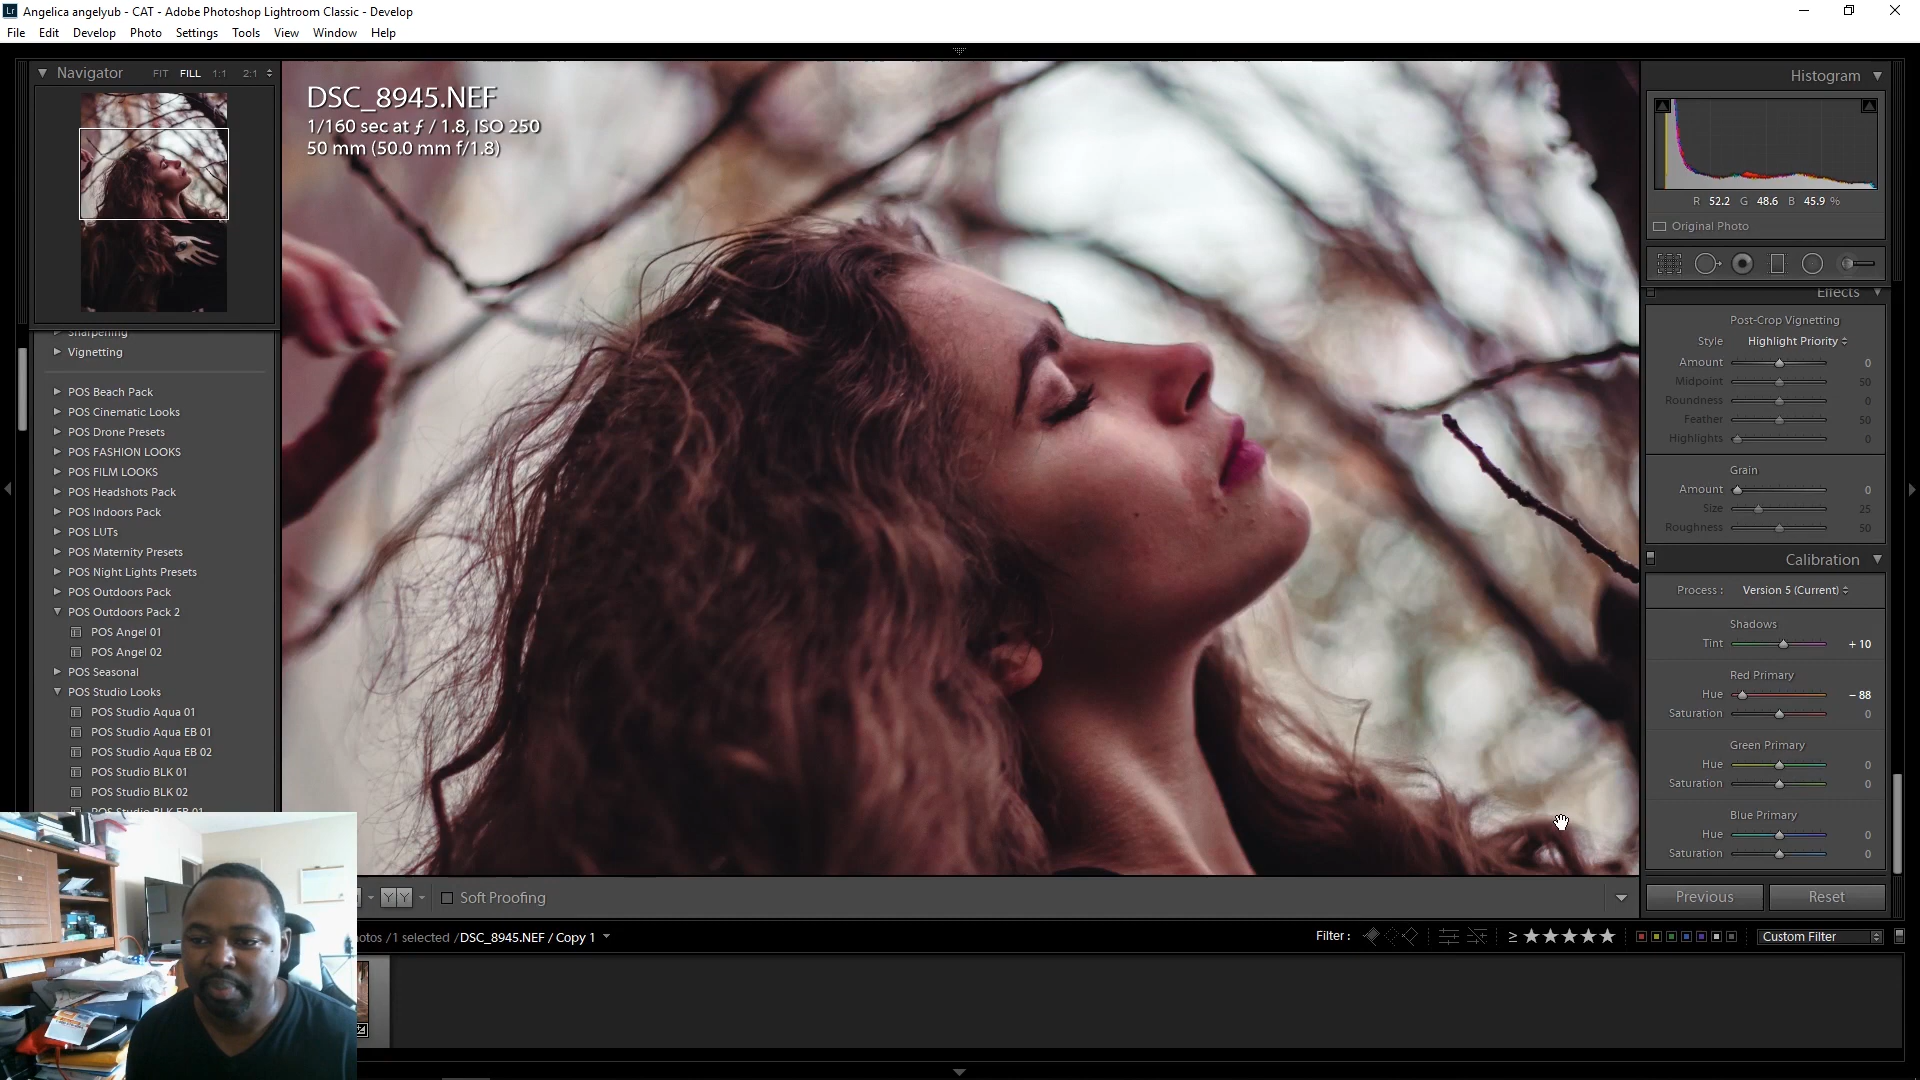 Angelica angelyub - CAT - Adobe Photoshop Lightroom Classic - Develop
File Edit Develop Photo Settings Tools View Window Help
Navigator FIT FILL 1:1 2:1
Sharpening
Vignetting
POS Beach Pack
POS Cinematic Looks
POS Drone Presets
POS FASHION LOOKS
POS FILM LOOKS
POS Headshots Pack
POS Indoors Pack
POS LUTs
POS Maternity Presets
POS Night Lights Presets
POS Outdoors Pack
POS Outdoors Pack 2
POS Angel 01
POS Angel 02
POS Seasonal
POS Studio Looks
POS Studio Aqua 01
POS Studio Aqua EB 01
POS Studio Aqua EB 02
POS Studio BLK 01
POS Studio BLK 02
POS Studio BLK EB 01
DSC_8945.NEF
1/160 sec at ƒ / 1.8, ISO 250
50 mm (50.0 mm f/1.8)
Histogram
R 52.2 G 48.6 B 45.9 %
Original Photo
Effects
Post-Crop Vignetting
Style Highlight Priority
Amount 0
Midpoint 50
Roundness 0
Feather 50
Highlights 0
Grain
Amount 0
Size 25
Roughness 50
Calibration
Process : Version 5 (Current)
Shadows
Tint + 10
Red Primary
Hue – 88
Saturation 0
Green Primary
Hue 0
Saturation 0
Blue Primary
Hue 0
Saturation 0
Previous Reset
Y Y Soft Proofing
/1 selected /DSC_8945.NEF / Copy 1
Filter : ≥ ★★★★★ Custom Filter